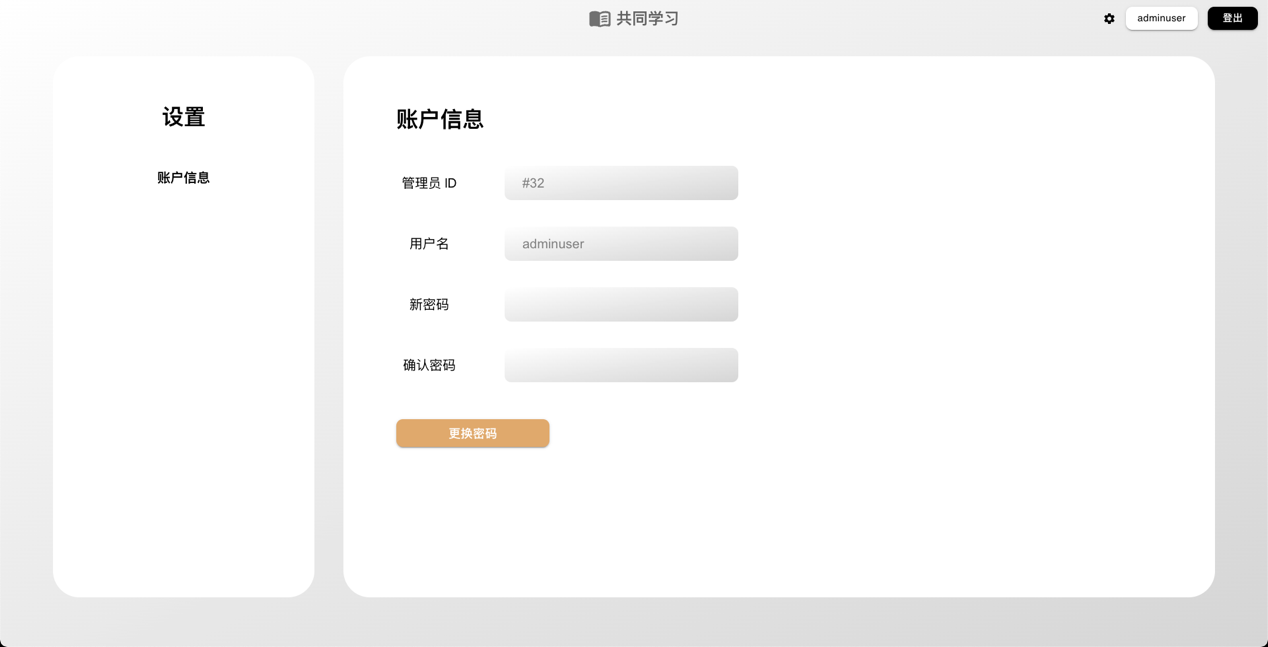 共同学习
adminuser
登出
设置
账户信息
账户信息
管理员 ID
#32
用户名
adminuser
新密码
确认密码
更换密码